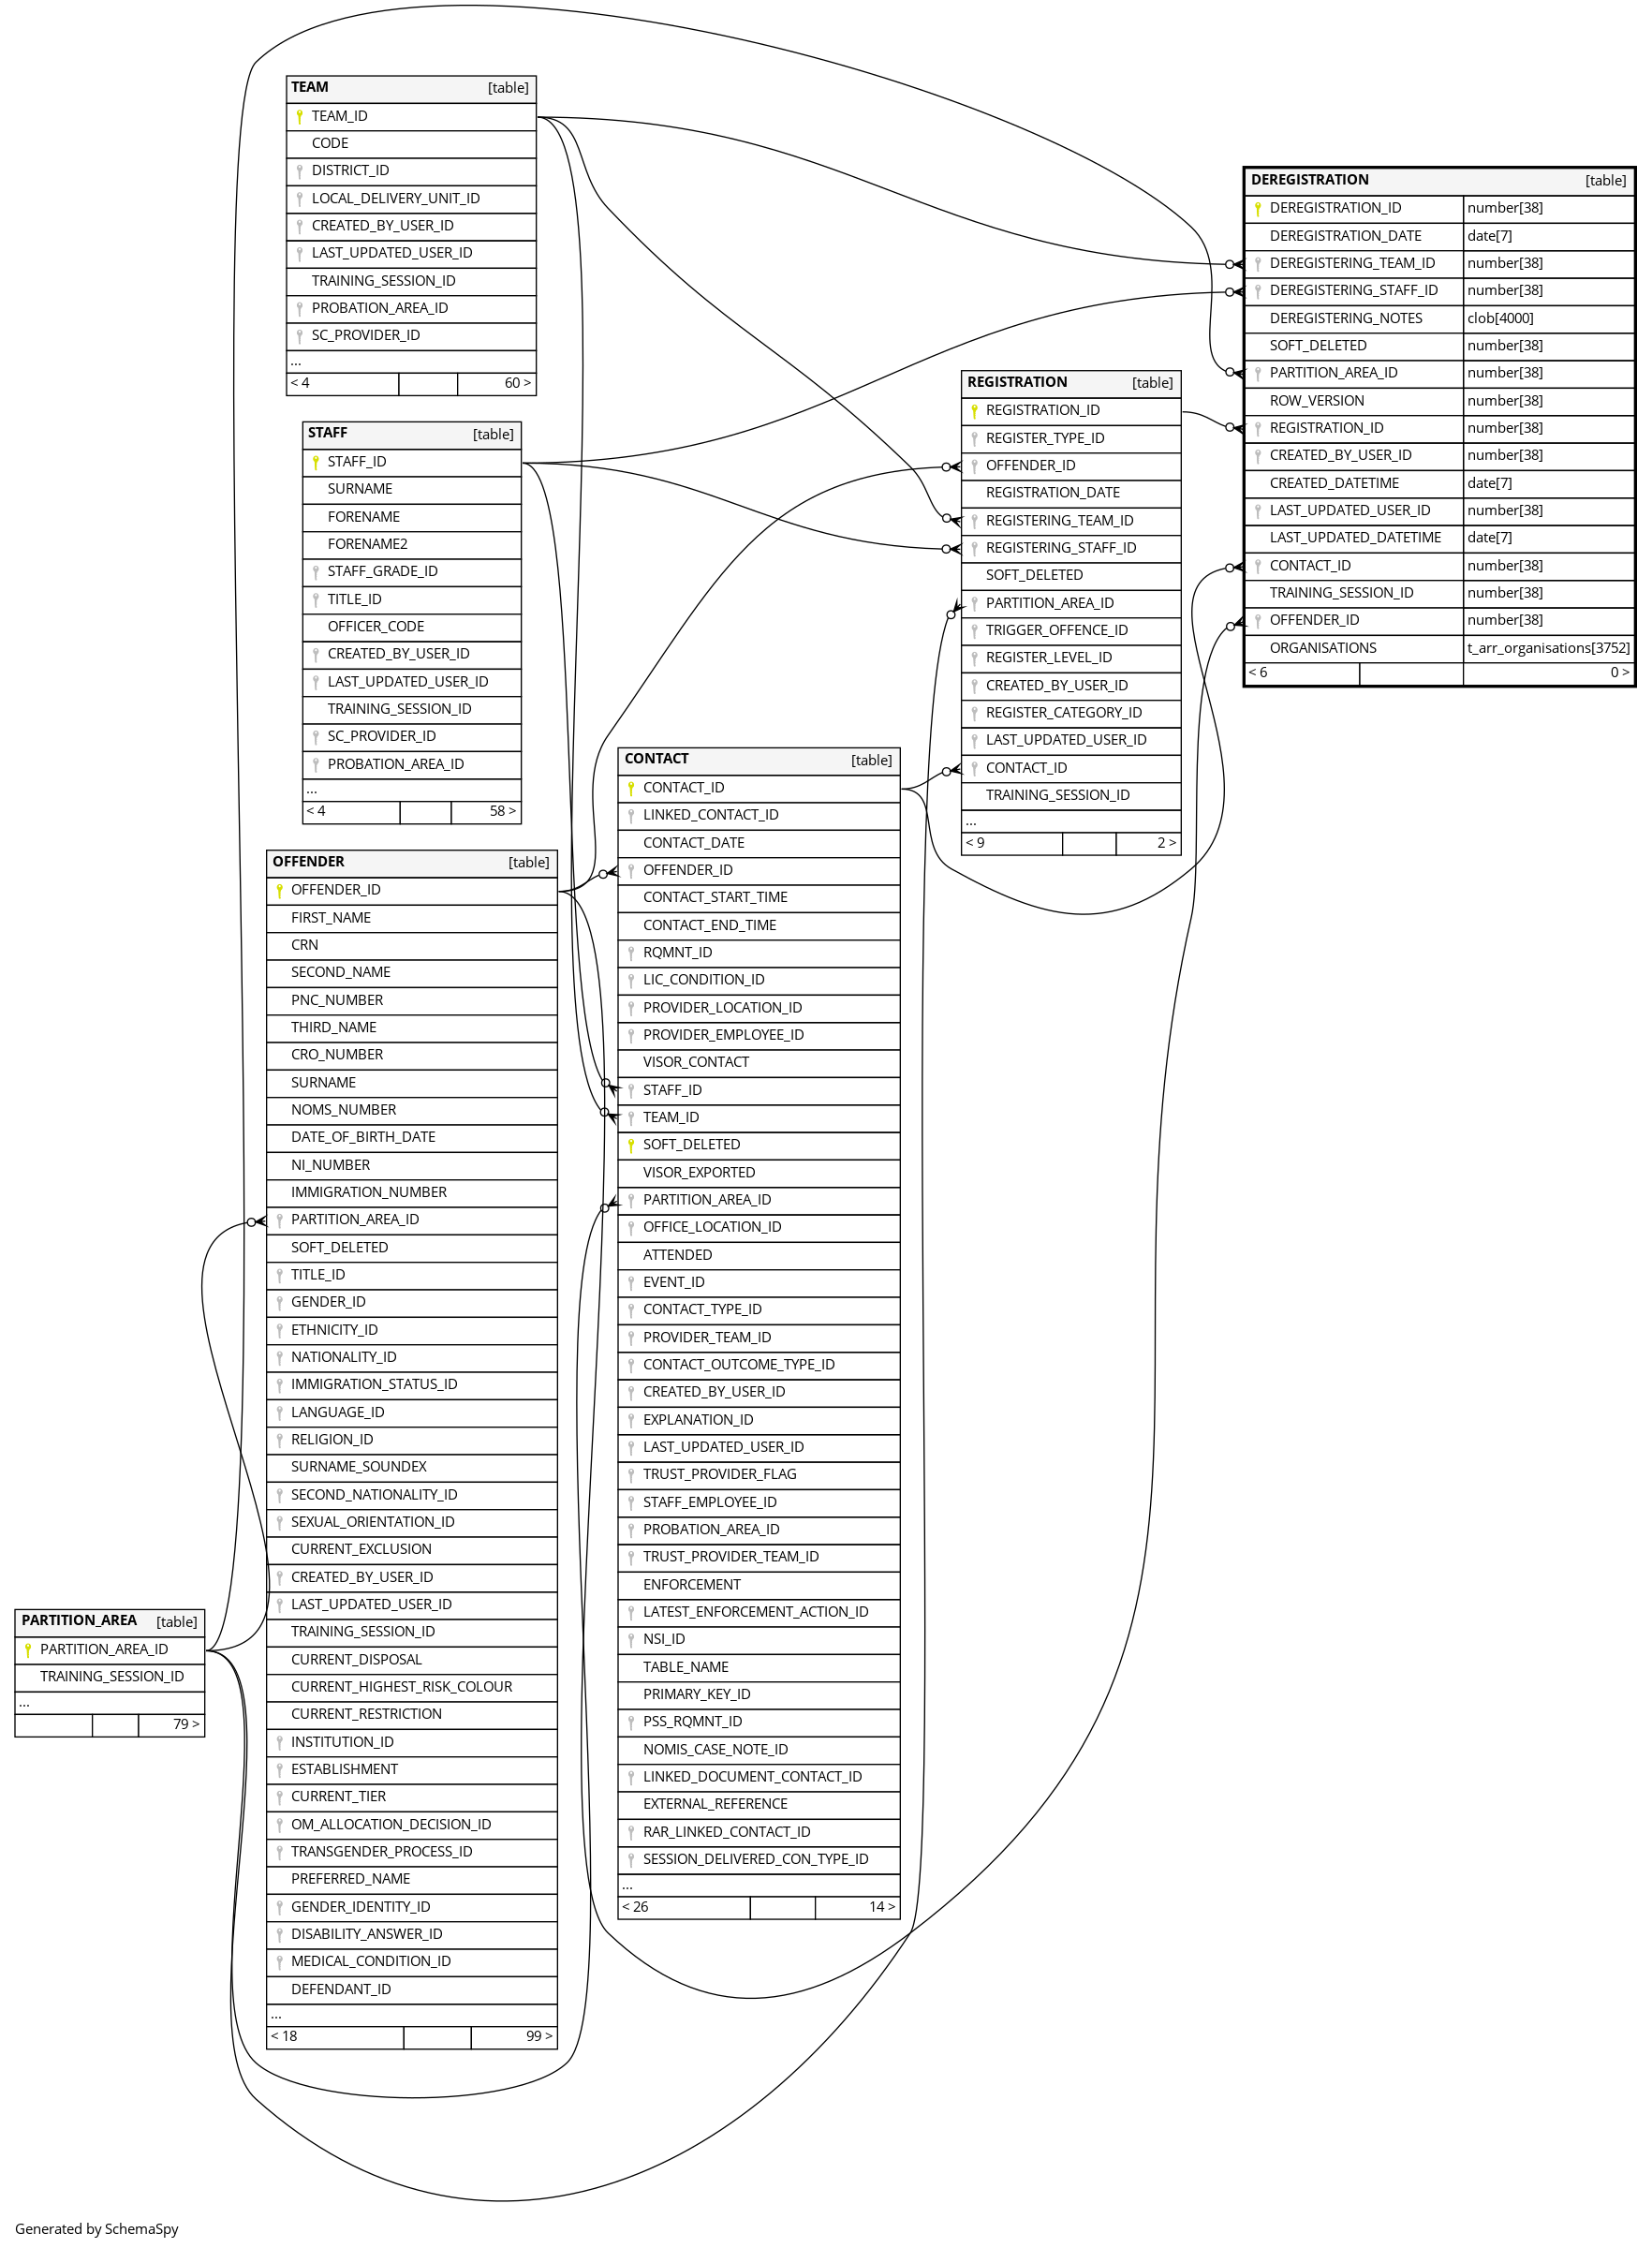 TEAM [table]
TEAM_ID
CODE
DISTRICT_ID
LOCAL_DELIVERY_UNIT_ID
CREATED_BY_USER_ID
LAST_UPDATED_USER_ID
TRAINING_SESSION_ID
PROBATION_AREA_ID
SC_PROVIDER_ID
...
< 4 60 >
DEREGISTRATION [table]
DEREGISTRATION_ID number[38]
DEREGISTRATION_DATE date[7]
DEREGISTERING_TEAM_ID number[38]
DEREGISTERING_STAFF_ID number[38]
DEREGISTERING_NOTES clob[4000]
SOFT_DELETED number[38]
PARTITION_AREA_ID number[38]
ROW_VERSION number[38]
REGISTRATION_ID number[38]
CREATED_BY_USER_ID number[38]
CREATED_DATETIME date[7]
LAST_UPDATED_USER_ID number[38]
LAST_UPDATED_DATETIME date[7]
CONTACT_ID number[38]
TRAINING_SESSION_ID number[38]
OFFENDER_ID number[38]
ORGANISATIONS t_arr_organisations[3752]
< 6 0 >
REGISTRATION [table]
REGISTRATION_ID
REGISTER_TYPE_ID
OFFENDER_ID
REGISTRATION_DATE
REGISTERING_TEAM_ID
REGISTERING_STAFF_ID
SOFT_DELETED
PARTITION_AREA_ID
TRIGGER_OFFENCE_ID
REGISTER_LEVEL_ID
CREATED_BY_USER_ID
REGISTER_CATEGORY_ID
LAST_UPDATED_USER_ID
CONTACT_ID
TRAINING_SESSION_ID
...
< 9 2 >
STAFF [table]
STAFF_ID
SURNAME
FORENAME
FORENAME2
STAFF_GRADE_ID
TITLE_ID
OFFICER_CODE
CREATED_BY_USER_ID
LAST_UPDATED_USER_ID
TRAINING_SESSION_ID
SC_PROVIDER_ID
PROBATION_AREA_ID
...
< 4 58 >
CONTACT [table]
CONTACT_ID
LINKED_CONTACT_ID
CONTACT_DATE
OFFENDER_ID
CONTACT_START_TIME
CONTACT_END_TIME
RQMNT_ID
LIC_CONDITION_ID
PROVIDER_LOCATION_ID
PROVIDER_EMPLOYEE_ID
VISOR_CONTACT
STAFF_ID
TEAM_ID
SOFT_DELETED
VISOR_EXPORTED
PARTITION_AREA_ID
OFFICE_LOCATION_ID
ATTENDED
EVENT_ID
CONTACT_TYPE_ID
PROVIDER_TEAM_ID
CONTACT_OUTCOME_TYPE_ID
CREATED_BY_USER_ID
EXPLANATION_ID
LAST_UPDATED_USER_ID
TRUST_PROVIDER_FLAG
STAFF_EMPLOYEE_ID
PROBATION_AREA_ID
TRUST_PROVIDER_TEAM_ID
ENFORCEMENT
LATEST_ENFORCEMENT_ACTION_ID
NSI_ID
TABLE_NAME
PRIMARY_KEY_ID
PSS_RQMNT_ID
NOMIS_CASE_NOTE_ID
LINKED_DOCUMENT_CONTACT_ID
EXTERNAL_REFERENCE
RAR_LINKED_CONTACT_ID
SESSION_DELIVERED_CON_TYPE_ID
...
< 26 14 >
OFFENDER [table]
OFFENDER_ID
FIRST_NAME
CRN
SECOND_NAME
PNC_NUMBER
THIRD_NAME
CRO_NUMBER
SURNAME
NOMS_NUMBER
DATE_OF_BIRTH_DATE
NI_NUMBER
IMMIGRATION_NUMBER
PARTITION_AREA_ID
SOFT_DELETED
TITLE_ID
GENDER_ID
ETHNICITY_ID
NATIONALITY_ID
IMMIGRATION_STATUS_ID
LANGUAGE_ID
RELIGION_ID
SURNAME_SOUNDEX
SECOND_NATIONALITY_ID
SEXUAL_ORIENTATION_ID
CURRENT_EXCLUSION
CREATED_BY_USER_ID
LAST_UPDATED_USER_ID
TRAINING_SESSION_ID
CURRENT_DISPOSAL
CURRENT_HIGHEST_RISK_COLOUR
CURRENT_RESTRICTION
INSTITUTION_ID
ESTABLISHMENT
CURRENT_TIER
OM_ALLOCATION_DECISION_ID
TRANSGENDER_PROCESS_ID
PREFERRED_NAME
GENDER_IDENTITY_ID
DISABILITY_ANSWER_ID
MEDICAL_CONDITION_ID
DEFENDANT_ID
...
< 18 99 >
PARTITION_AREA [table]
PARTITION_AREA_ID
TRAINING_SESSION_ID
...
79 >
Generated by SchemaSpy